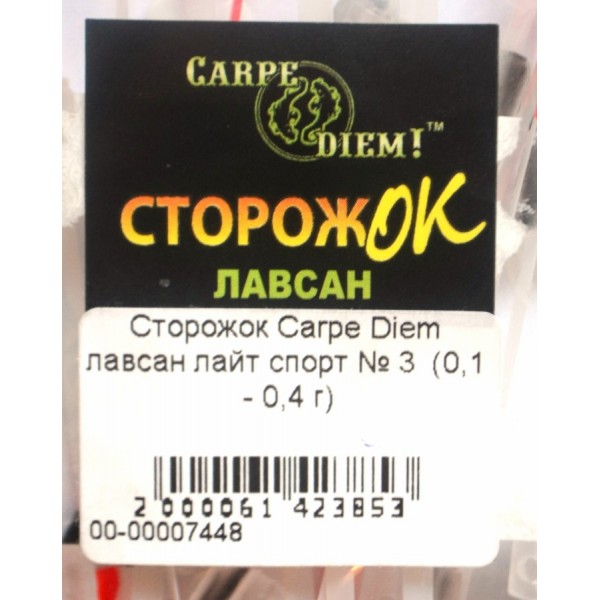 CARPE
DIEM!™
СТОРОЖОК
ЛАВСАН
Сторожок Carpe Diem
лавсан лайт спорт № 3 (0,1
- 0,4 г)
2 000061 423853
00-00007448